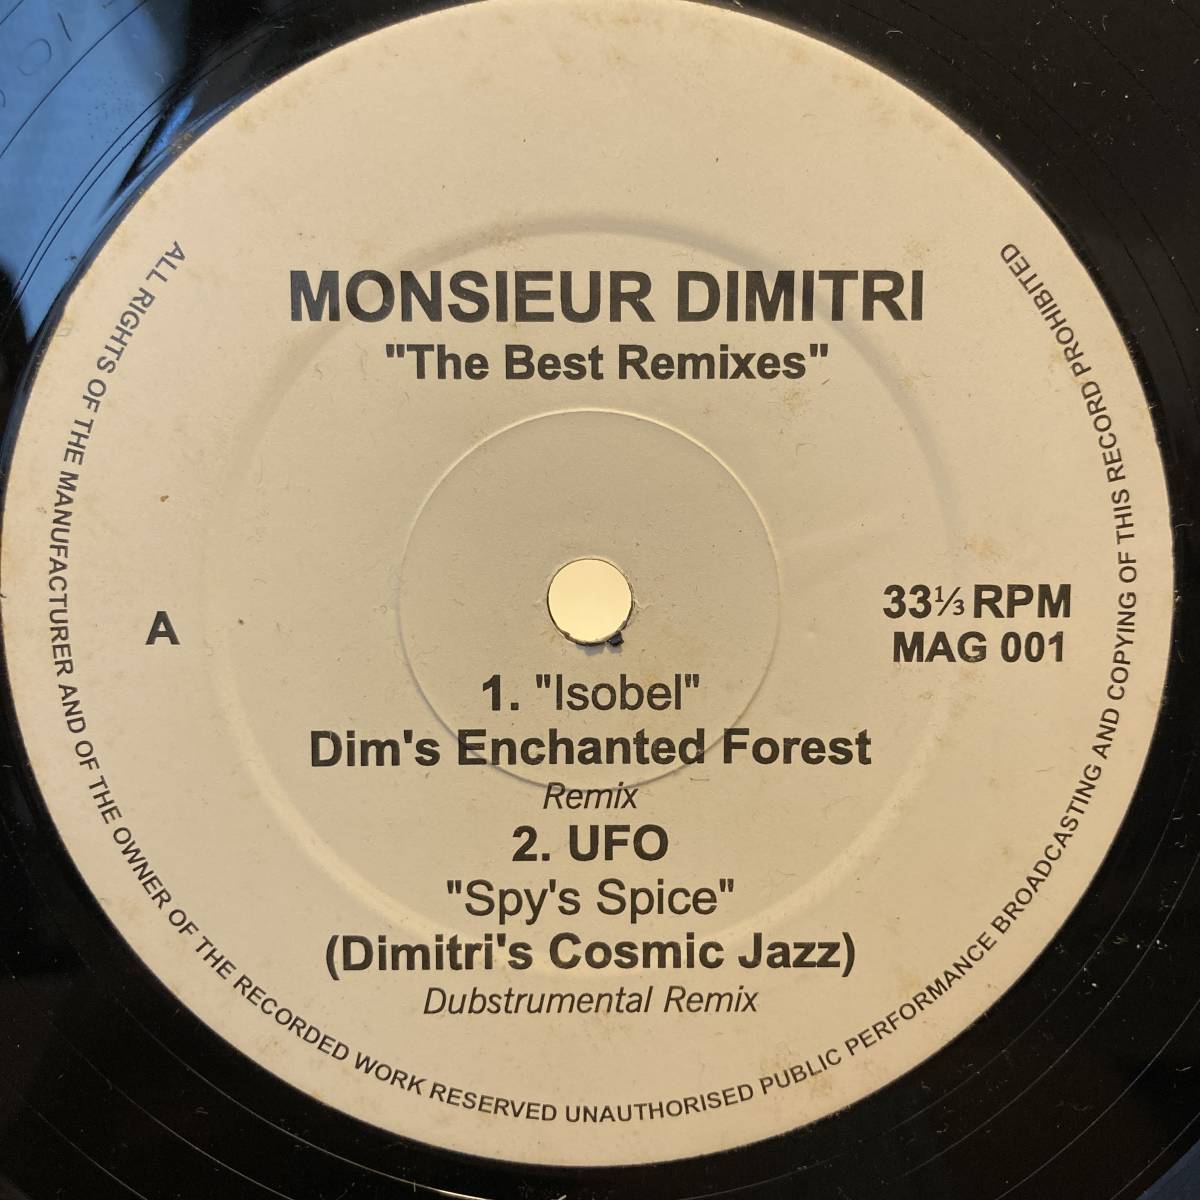 MONSIEUR DIMITRI
"The Best Remixes"
A
33⅓ RPM
MAG 001
1. "Isobel"
Dim's Enchanted Forest
Remix
2. UFO
"Spy's Spice"
(Dimitri's Cosmic Jazz)
Dubstrumental Remix
ALL RIGHTS OF THE MANUFACTURER AND OF THE OWNER OF THE RECORDED WORK RESERVED UNAUTHORISED PUBLIC PERFORMANCE BROADCASTING AND COPYING OF THIS RECORD PROHIBITED